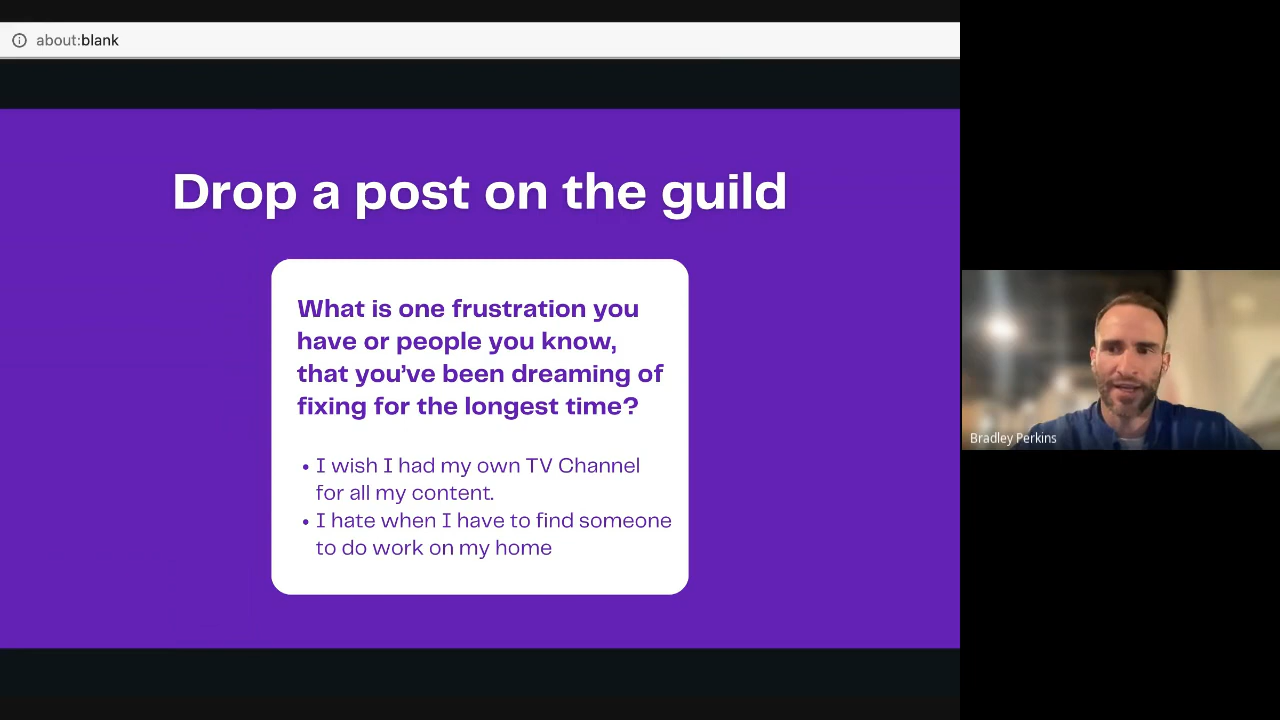 about:blank
Drop a post on the guild
What is one frustration you
have or people you know,
that you’ve been dreaming of
fixing for the longest time?
• I wish I had my own TV Channel
for all my content.
• I hate when I have to find someone
to do work on my home
Bradley Perkins